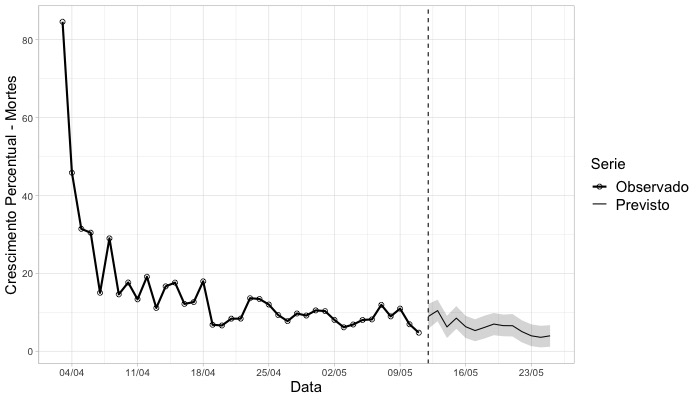 Crescimento Percentual - Mortes
80
60
40
20
0
04/04 11/04 18/04 25/04 02/05 09/05 16/05 23/05
Data
Serie
Observado
Previsto